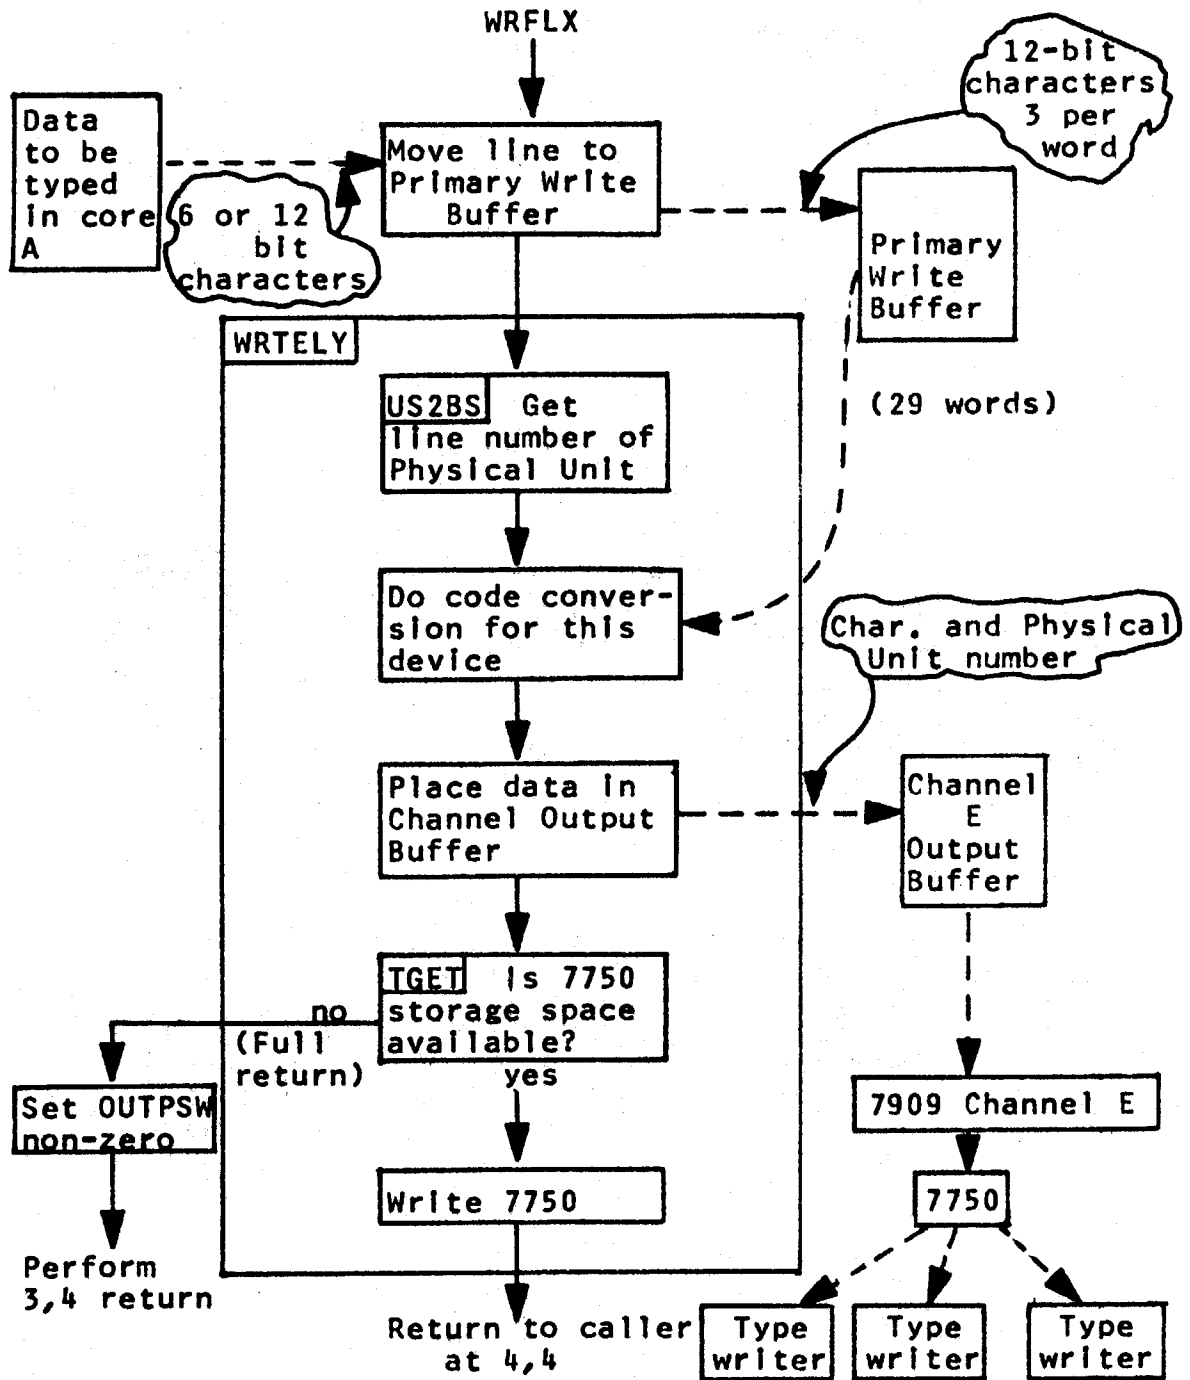 WRFLX
12-bit
characters
3 per
word
Data
to be
typed
in core
A
6 or 12
bit
characters
Move line to
Primary Write
Buffer
Primary
Write
Buffer
(29 words)
WRTELY
US2BS Get
line number of
Physical Unit
Do code conver-
sion for this
device
Char. and Physical
Unit number
Place data in
Channel Output
Buffer
Channel
E
Output
Buffer
TGET Is 7750
storage space
available?
no
(Full
return)
yes
Set OUTPSW
non-zero
Perform
3,4 return
Write 7750
Return to caller
at 4,4
7909 Channel E
7750
Type
writer
Type
writer
Type
writer